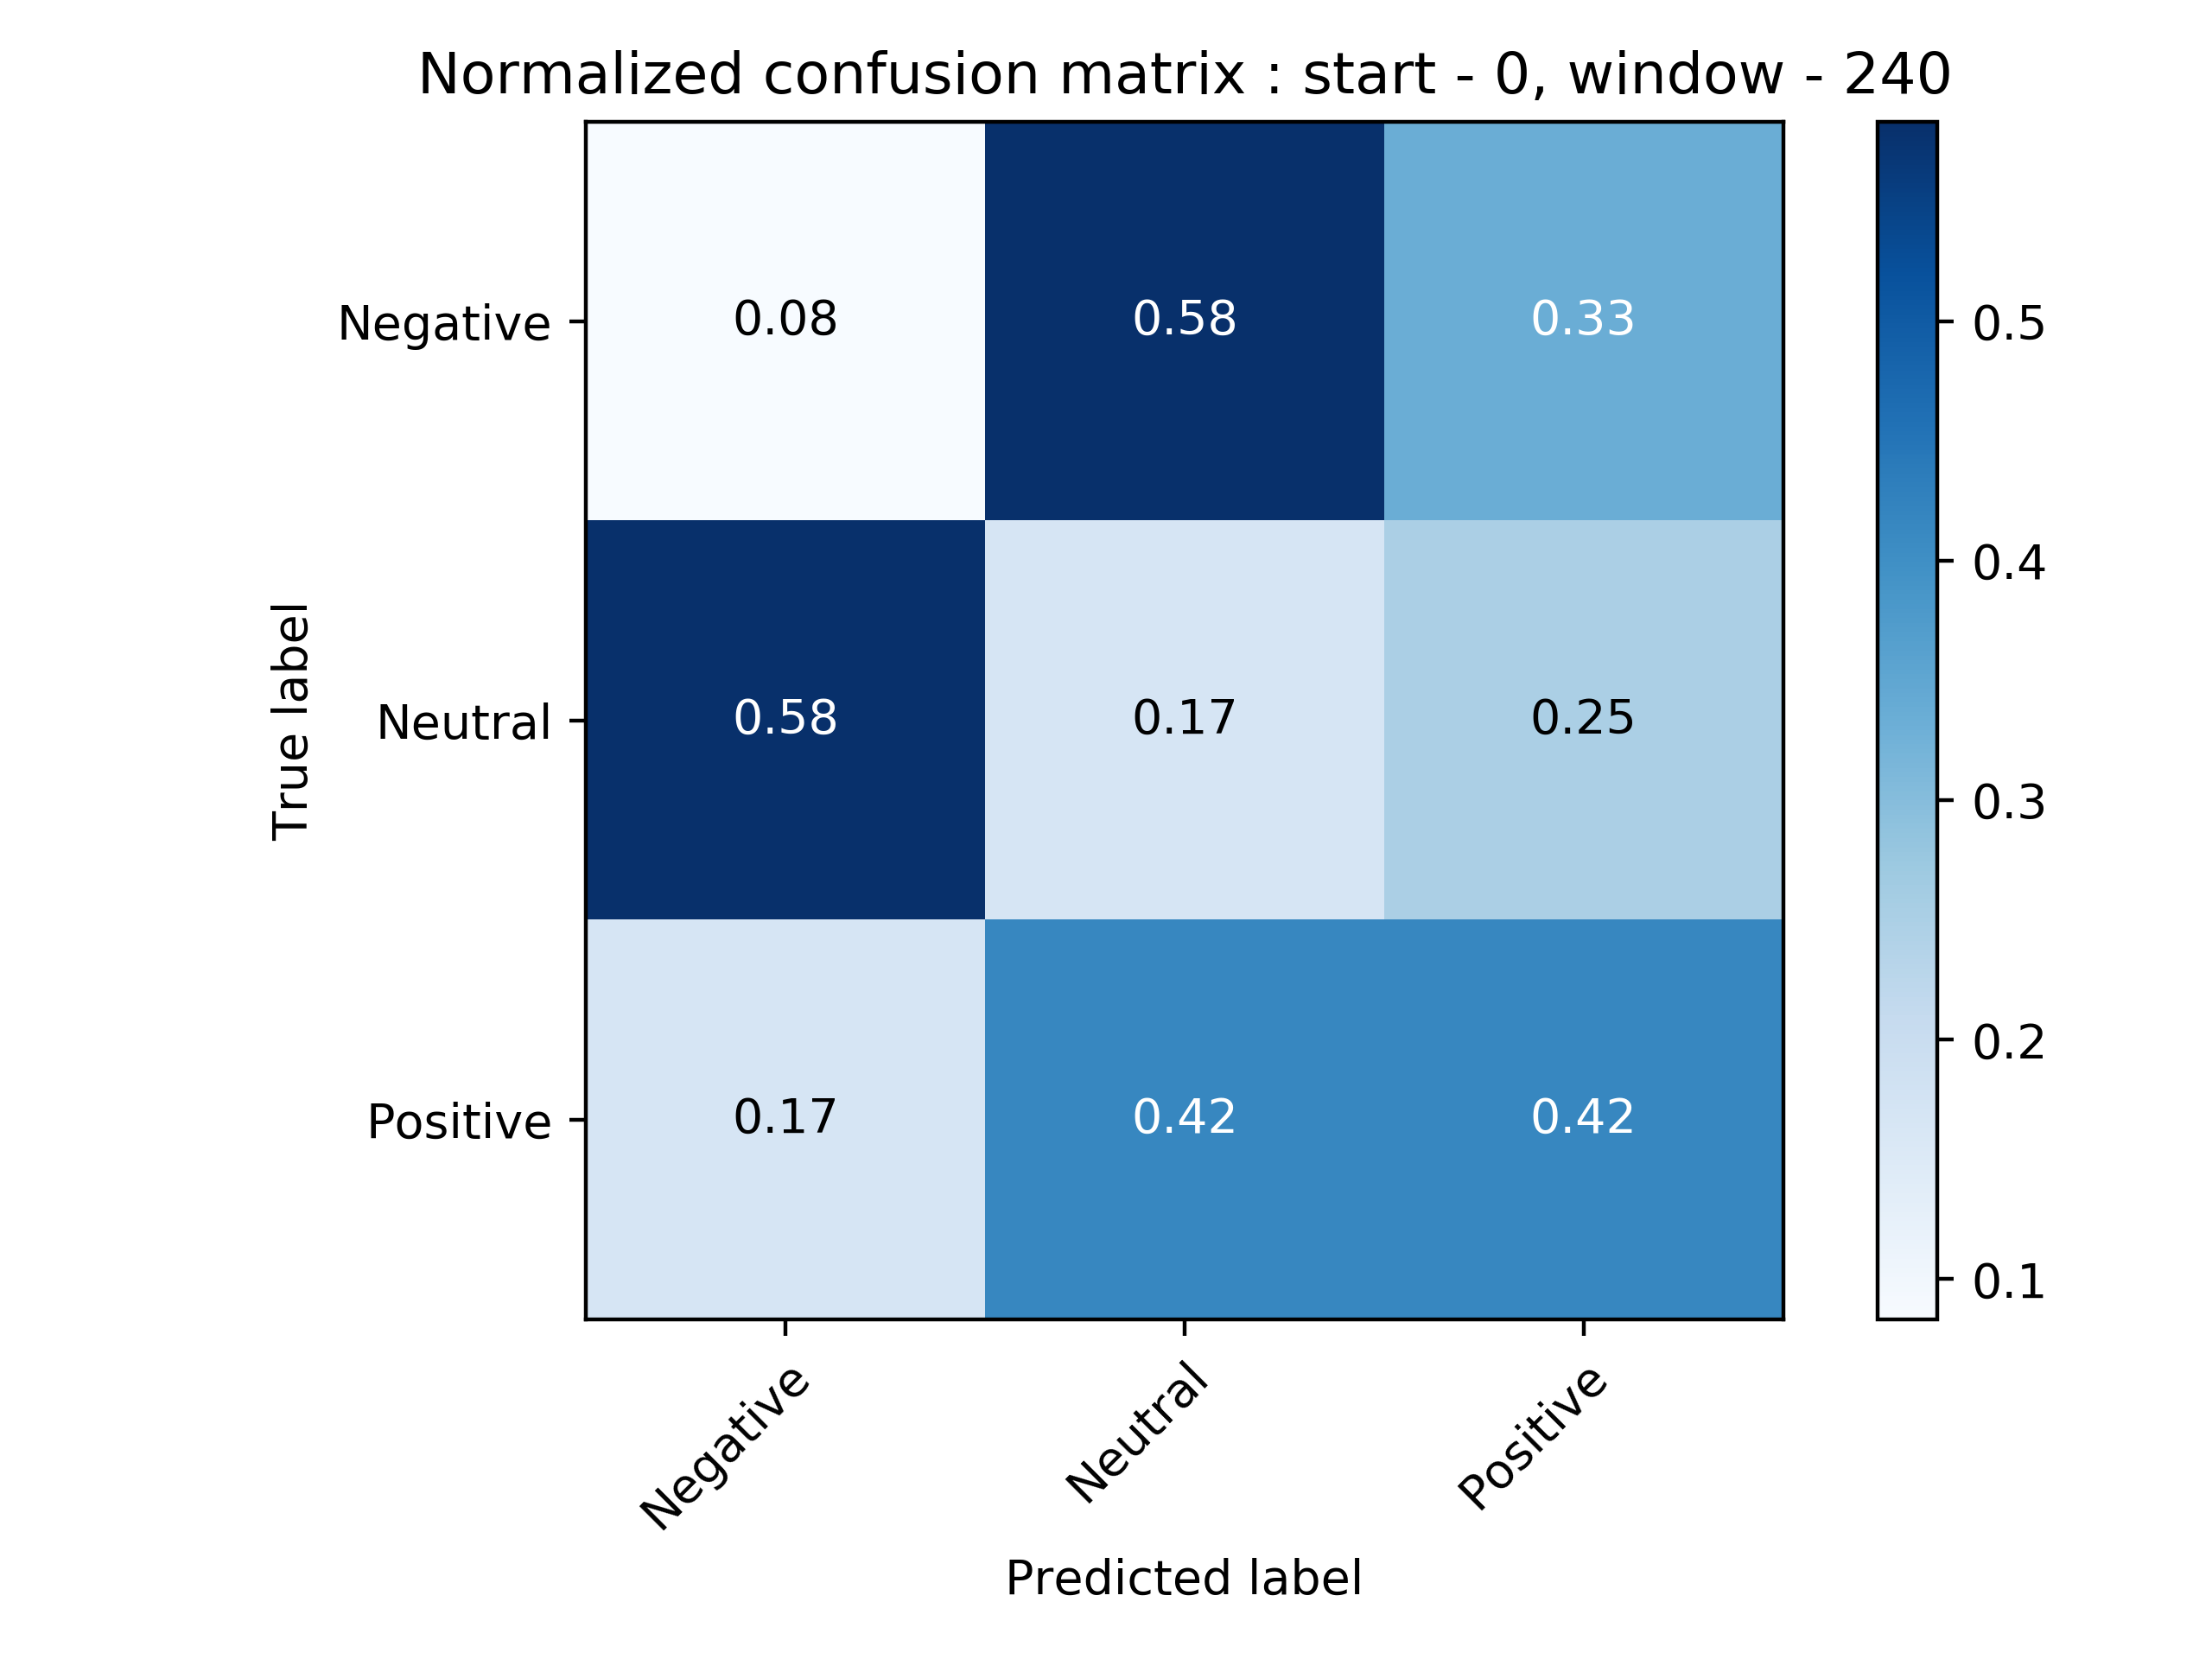 Normalized confusion matrix : start - 0, window - 240
True label
Negative
0.08 0.58 0.33
Neutral
0.58 0.17 0.25
Positive
0.17 0.42 0.42
Negative Neutral Positive
Predicted label
0.5
0.4
0.3
0.2
0.1